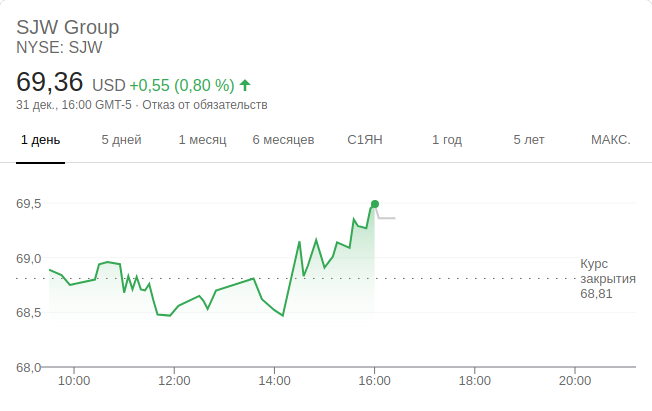 SJW Group
NYSE: SJW
69,36 USD +0,55 (0,80 %)
31 дек., 16:00 GMT-5 · Отказ от обязательств
1 день 5 дней 1 месяц 6 месяцев С1ЯН 1 год 5 лет МАКС.
69,5
69,0
Курс
закрытия
68,81
68,5
68,0
10:00 12:00 14:00 16:00 18:00 20:00